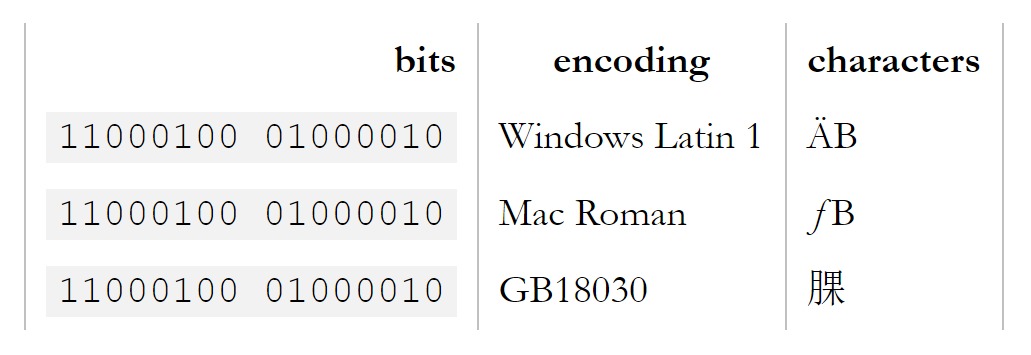 bits encoding characters
11000100 01000010 Windows Latin 1 ÄB
11000100 01000010 Mac Roman ƒB
11000100 01000010 GB18030 腂